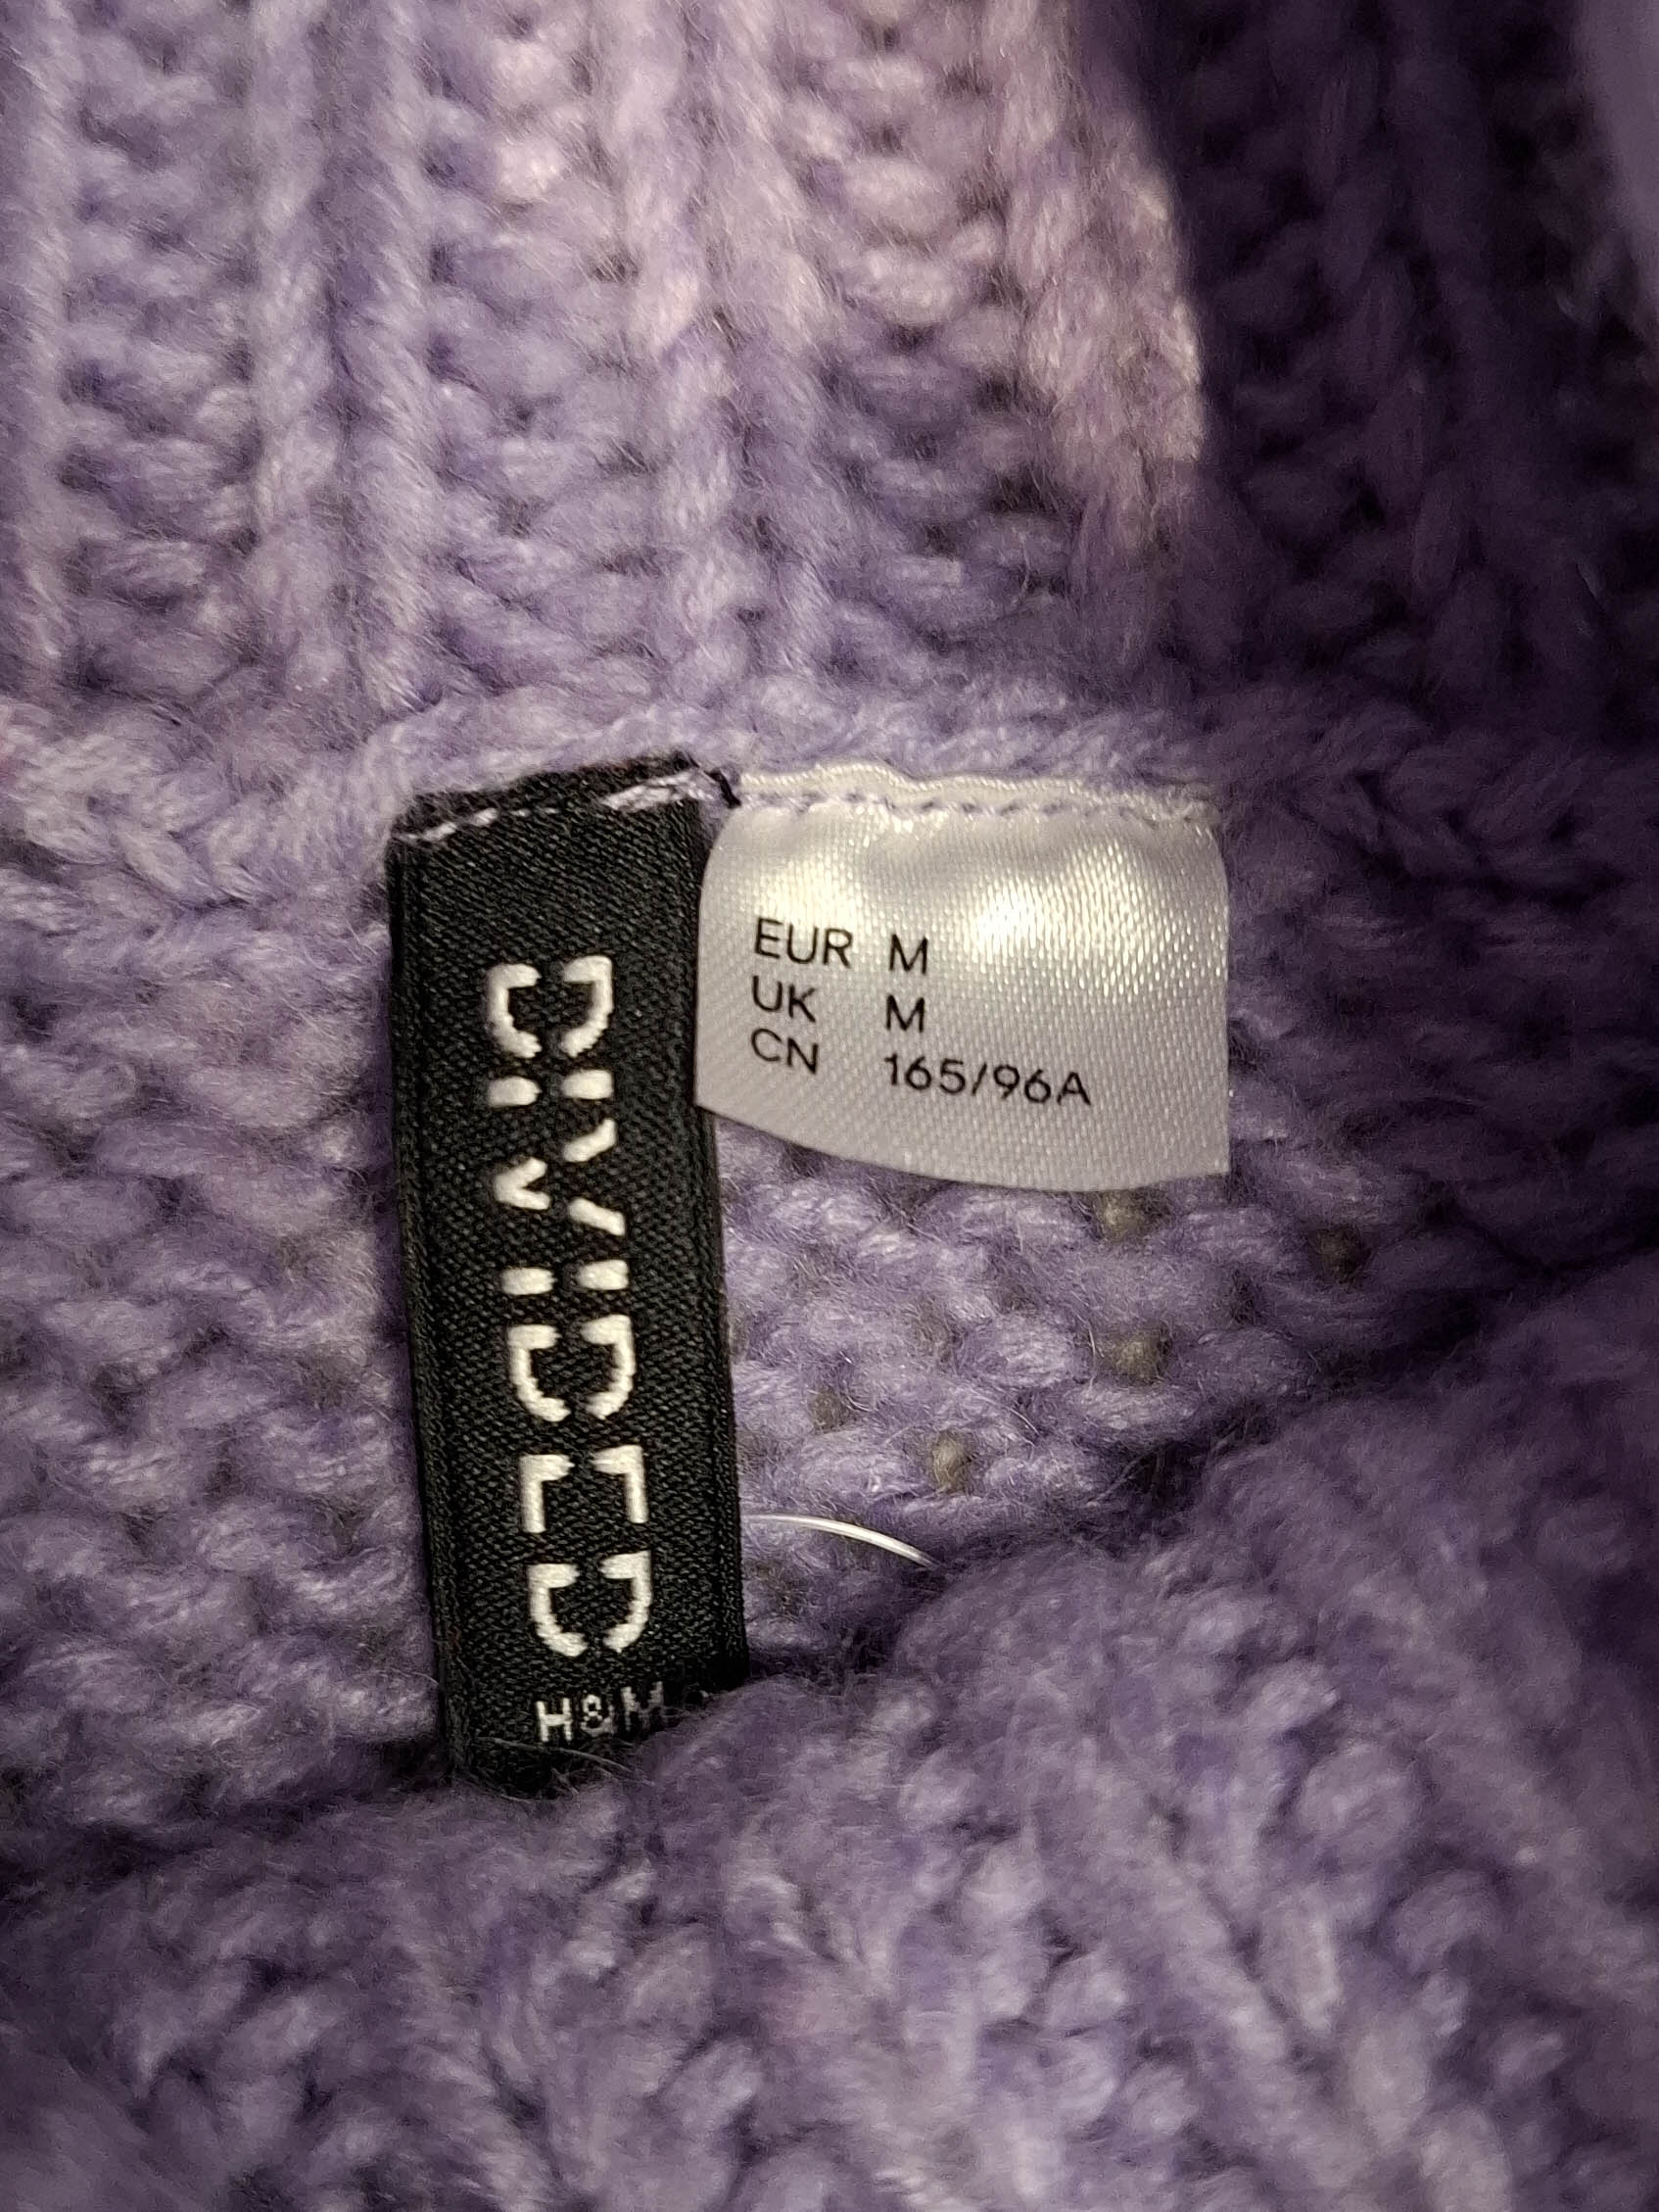 DIVIDED
H&M
EUR M
UK M
CN 165/96A